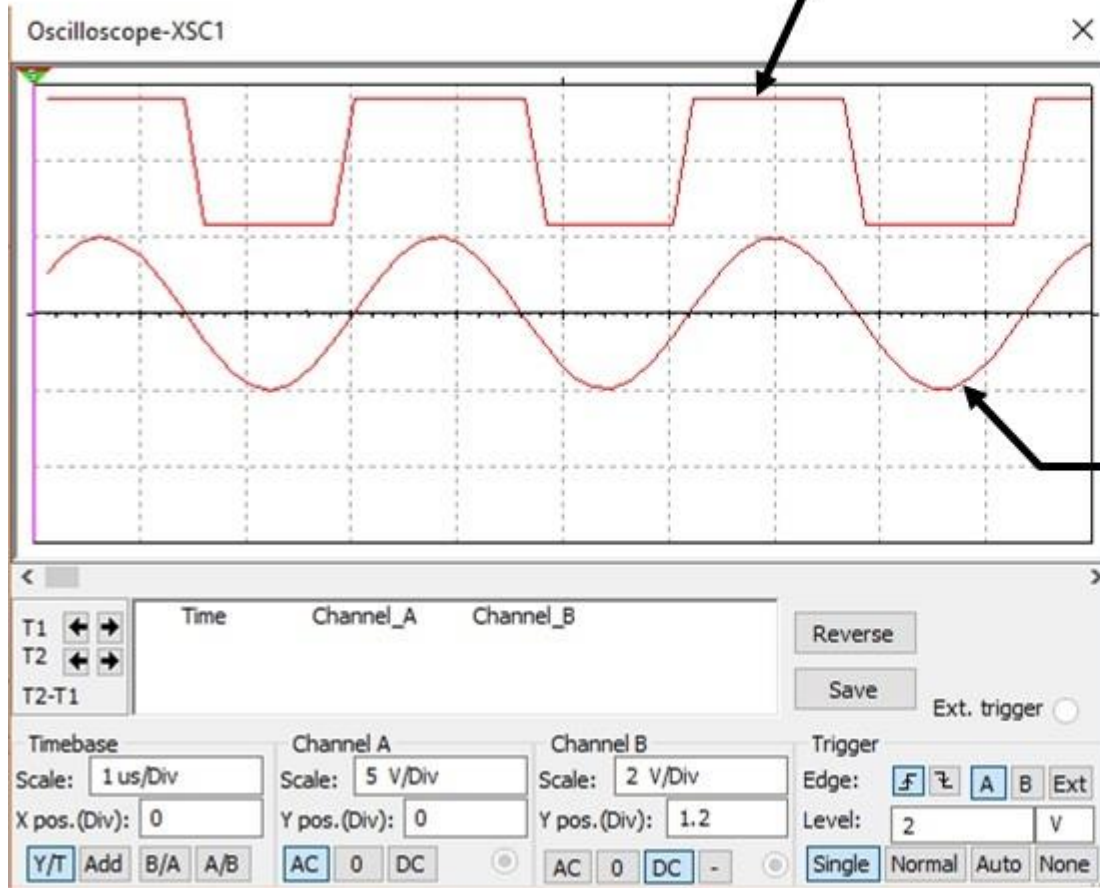 Oscilloscope-XSC1
Time Channel_A Channel_B
T1
T2
T2-T1
Reverse
Save
Ext. trigger
Timebase
Scale: 1 us/Div
X pos.(Div): 0
Y/T Add B/A A/B
Channel A
Scale: 5 V/Div
Y pos.(Div): 0
AC 0 DC
Channel B
Scale: 2 V/Div
Y pos.(Div): 1.2
AC 0 DC -
Trigger
Edge: A B Ext
Level: 2 V
Single Normal Auto None